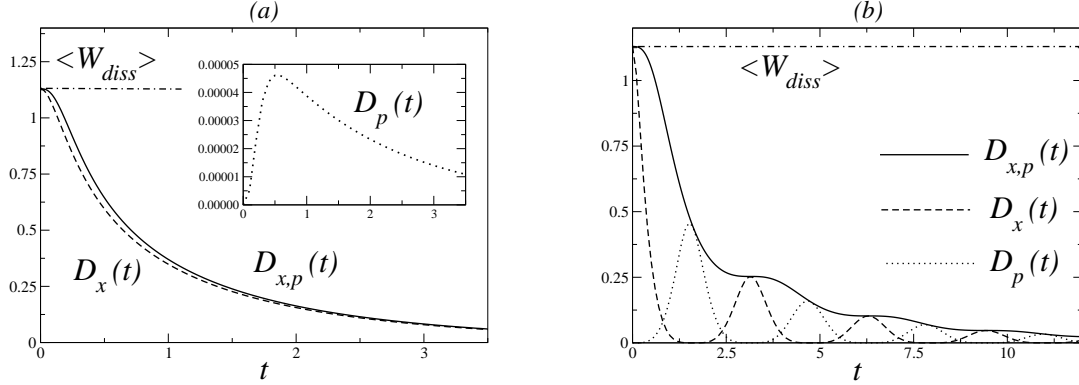 (a)
<W_diss>
D_p(t)
D_x(t)
D_{x,p}(t)
0
0.25
0.5
0.75
1
1.25
0
1
2
3
t
0.00000
0.00001
0.00002
0.00003
0.00004
0.00005
0
1
2
3
(b)
<W_diss>
D_{x,p}(t)
D_x(t)
D_p(t)
0
0.25
0.5
0.75
1
0
2.5
5
7.5
10
t